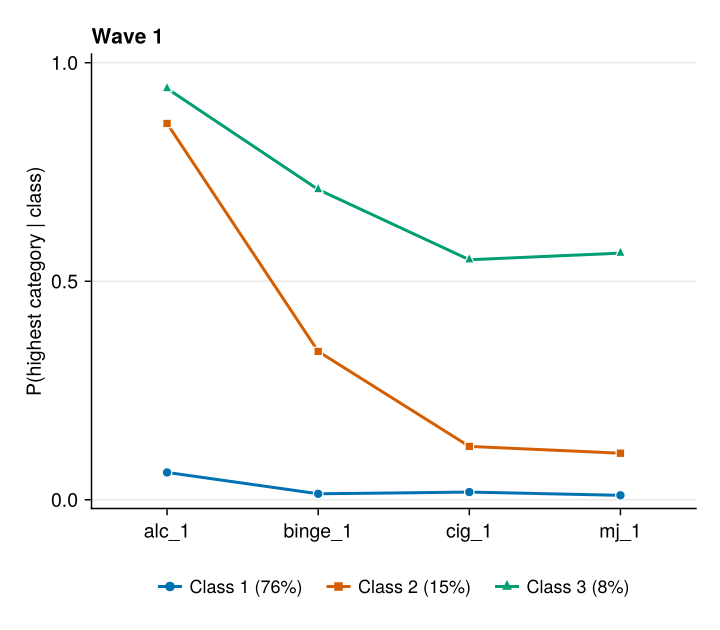 Wave 1
P(highest category | class)
1.0
0.5
0.0
alc_1 binge_1 cig_1 mj_1
Class 1 (76%) Class 2 (15%) Class 3 (8%)